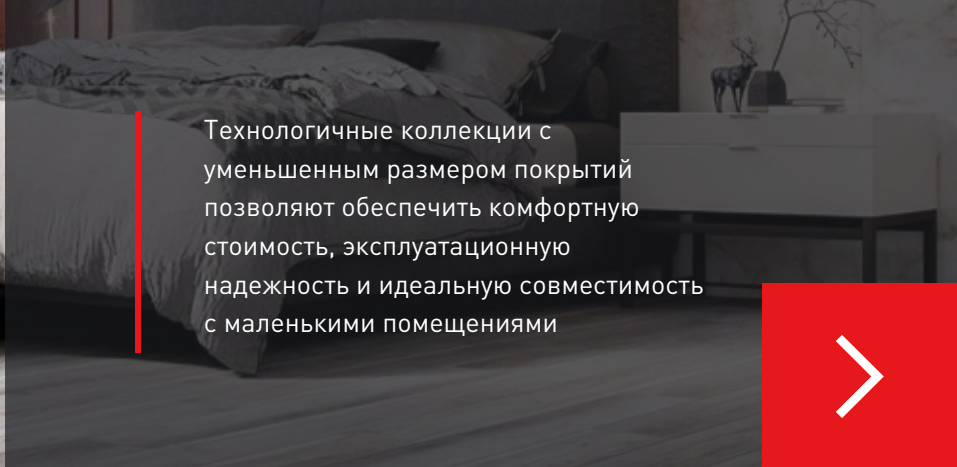 Технологичные коллекции с
уменьшенным размером покрытий
позволяют обеспечить комфортную
стоимость, эксплуатационную
надежность и идеальную совместимость
с маленькими помещениями